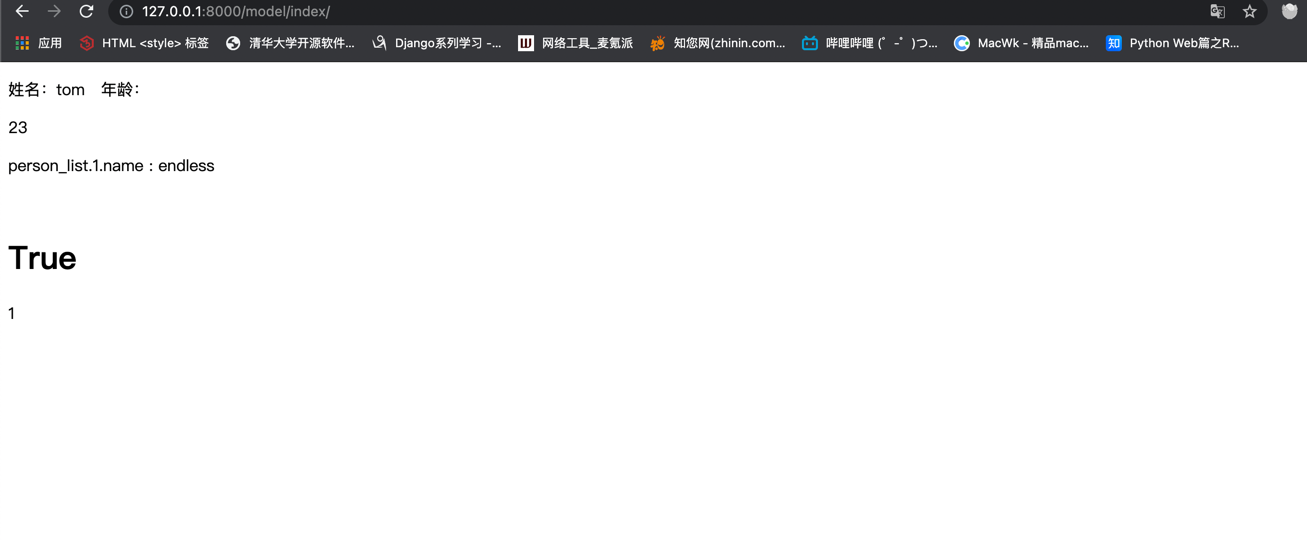 127.0.0.1:8000/model/index/
应用 HTML <style> 标签 清华大学开源软件... Django系列学习 -... 网络工具_麦氪派 知您网(zhinin.com... 哔哩哔哩 (゜-゜)つ... MacWk - 精品mac... 知 Python Web篇之R...
姓名：tom 年龄：
23
person_list.1.name : endless
True
1